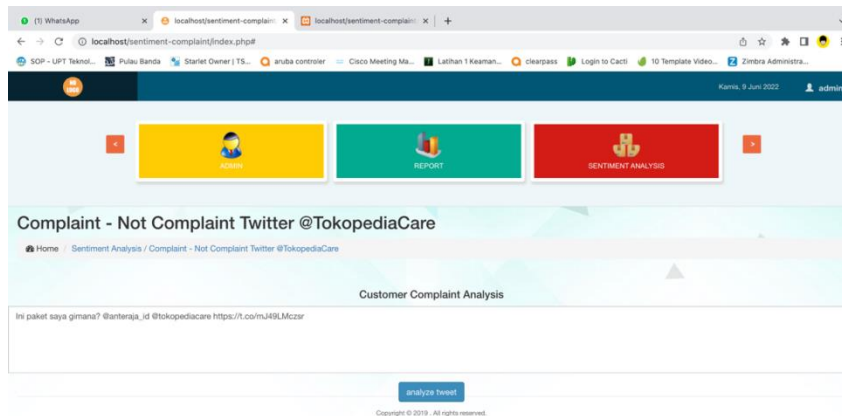 (1) WhatsApp
localhost/sentiment-complaint
localhost/sentiment-complaint
localhost/sentiment-complaint/index.php#
SOP - UPT Teknol...
Pulau Banda
Starlet Owner | TS...
aruba controler
Cisco Meeting Ma...
Latihan 1 Keaman...
clearpass
Login to Cacti
10 Template Video...
Zimbra Administra...
Kamis, 9 Juni 2022
admin
<
ADMIN
REPORT
SENTIMENT ANALYSIS
>
Complaint - Not Complaint Twitter @TokopediaCare
Home / Sentiment Analysis / Complaint - Not Complaint Twitter @TokopediaCare
Customer Complaint Analysis
Ini paket saya gimana? @anteraja_id @tokopediacare https://t.co/mJ49LMczsr
analyze tweet
Copyright © 2019 . All rights reserved.